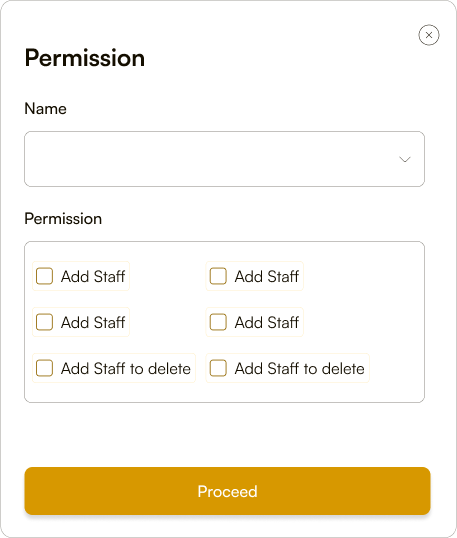 Permission
Name
Permission
Add Staff Add Staff
Add Staff Add Staff
Add Staff to delete Add Staff to delete
Proceed